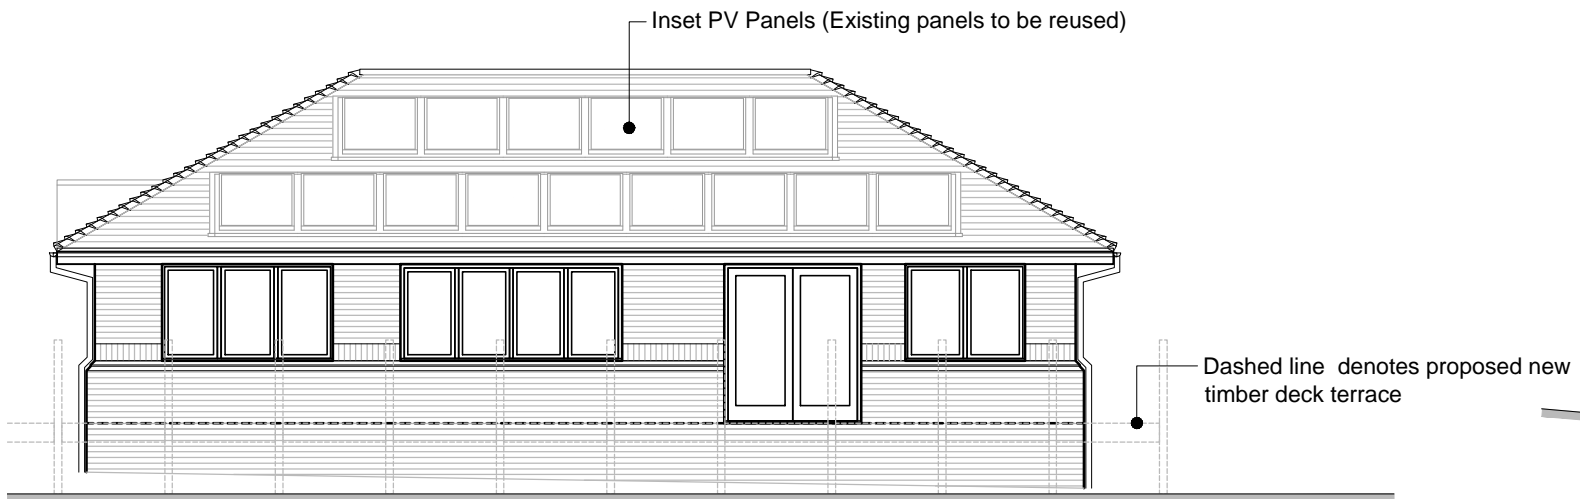 Inset PV Panels (Existing panels to be reused)
Dashed line  denotes proposed new
timber deck terrace